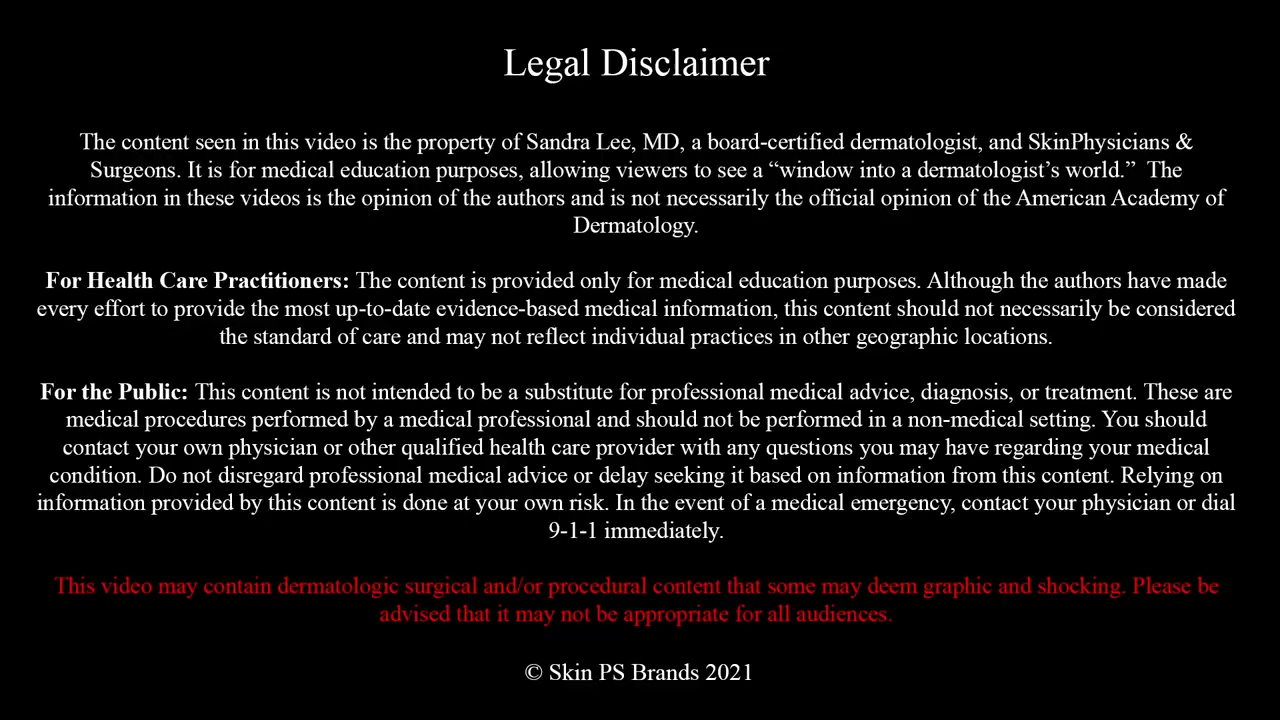 Legal Disclaimer
The content seen in this video is the property of Sandra Lee, MD, a board-certified dermatologist, and SkinPhysicians &
Surgeons. It is for medical education purposes, allowing viewers to see a “window into a dermatologist’s world.”  The
information in these videos is the opinion of the authors and is not necessarily the official opinion of the American Academy of
Dermatology.
For Health Care Practitioners: The content is provided only for medical education purposes. Although the authors have made
every effort to provide the most up-to-date evidence-based medical information, this content should not necessarily be considered
the standard of care and may not reflect individual practices in other geographic locations.
For the Public: This content is not intended to be a substitute for professional medical advice, diagnosis, or treatment. These are
medical procedures performed by a medical professional and should not be performed in a non-medical setting. You should
contact your own physician or other qualified health care provider with any questions you may have regarding your medical
condition. Do not disregard professional medical advice or delay seeking it based on information from this content. Relying on
information provided by this content is done at your own risk. In the event of a medical emergency, contact your physician or dial
9-1-1 immediately.
This video may contain dermatologic surgical and/or procedural content that some may deem graphic and shocking. Please be
advised that it may not be appropriate for all audiences.
© Skin PS Brands 2021